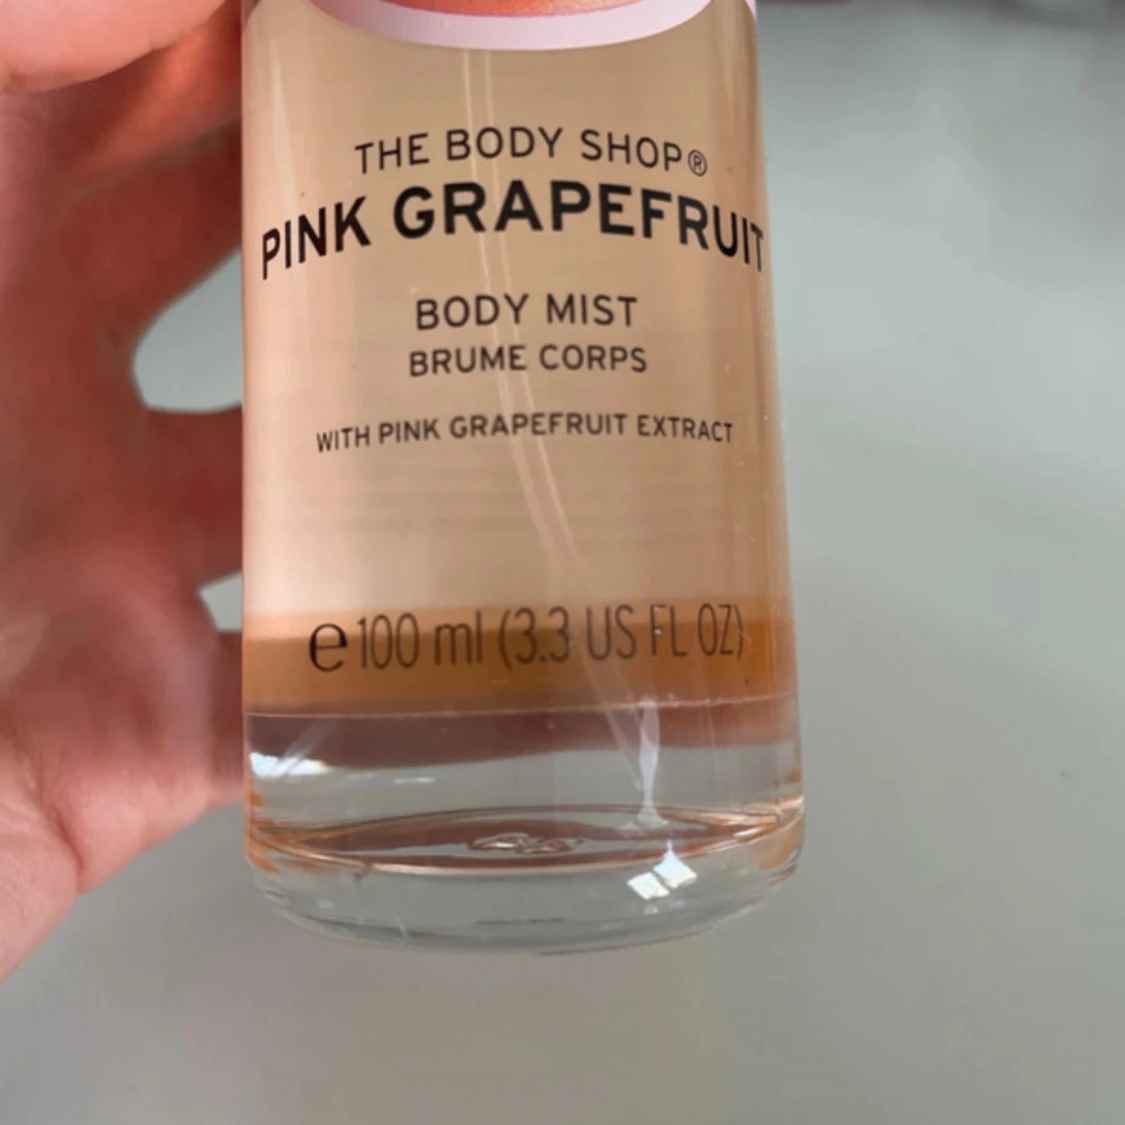 THE BODY SHOP®
PINK GRAPEFRUIT
BODY MIST
BRUME CORPS
WITH PINK GRAPEFRUIT EXTRACT
e 100 ml (3.3 US FL OZ)